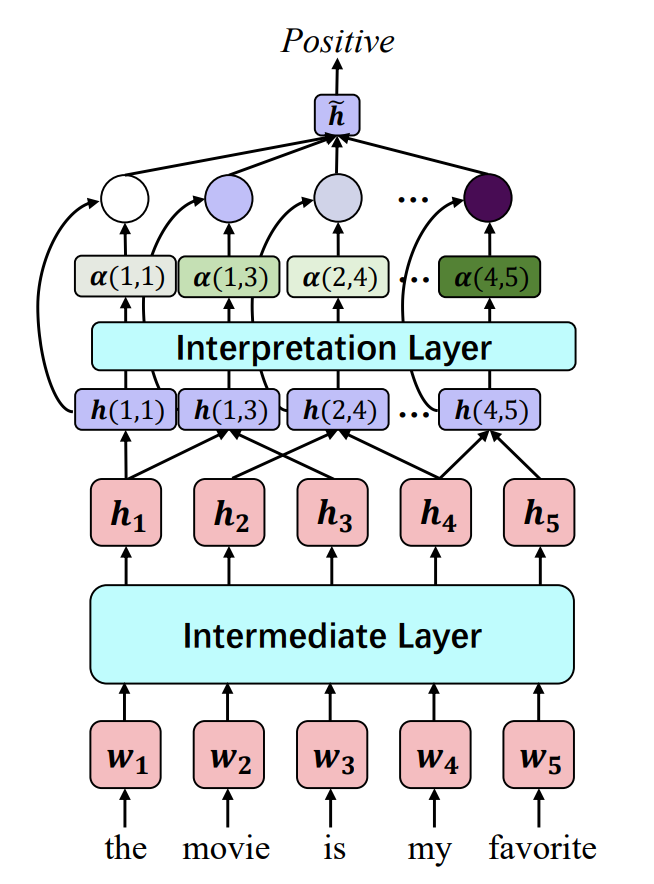 Positive
h̃
α(1,1) α(1,3) α(2,4) ... α(4,5)
Interpretation Layer
h(1,1) h(1,3) h(2,4) ... h(4,5)
h₁ h₂ h₃ h₄ h₅
Intermediate Layer
w₁ w₂ w₃ w₄ w₅
the movie is my favorite